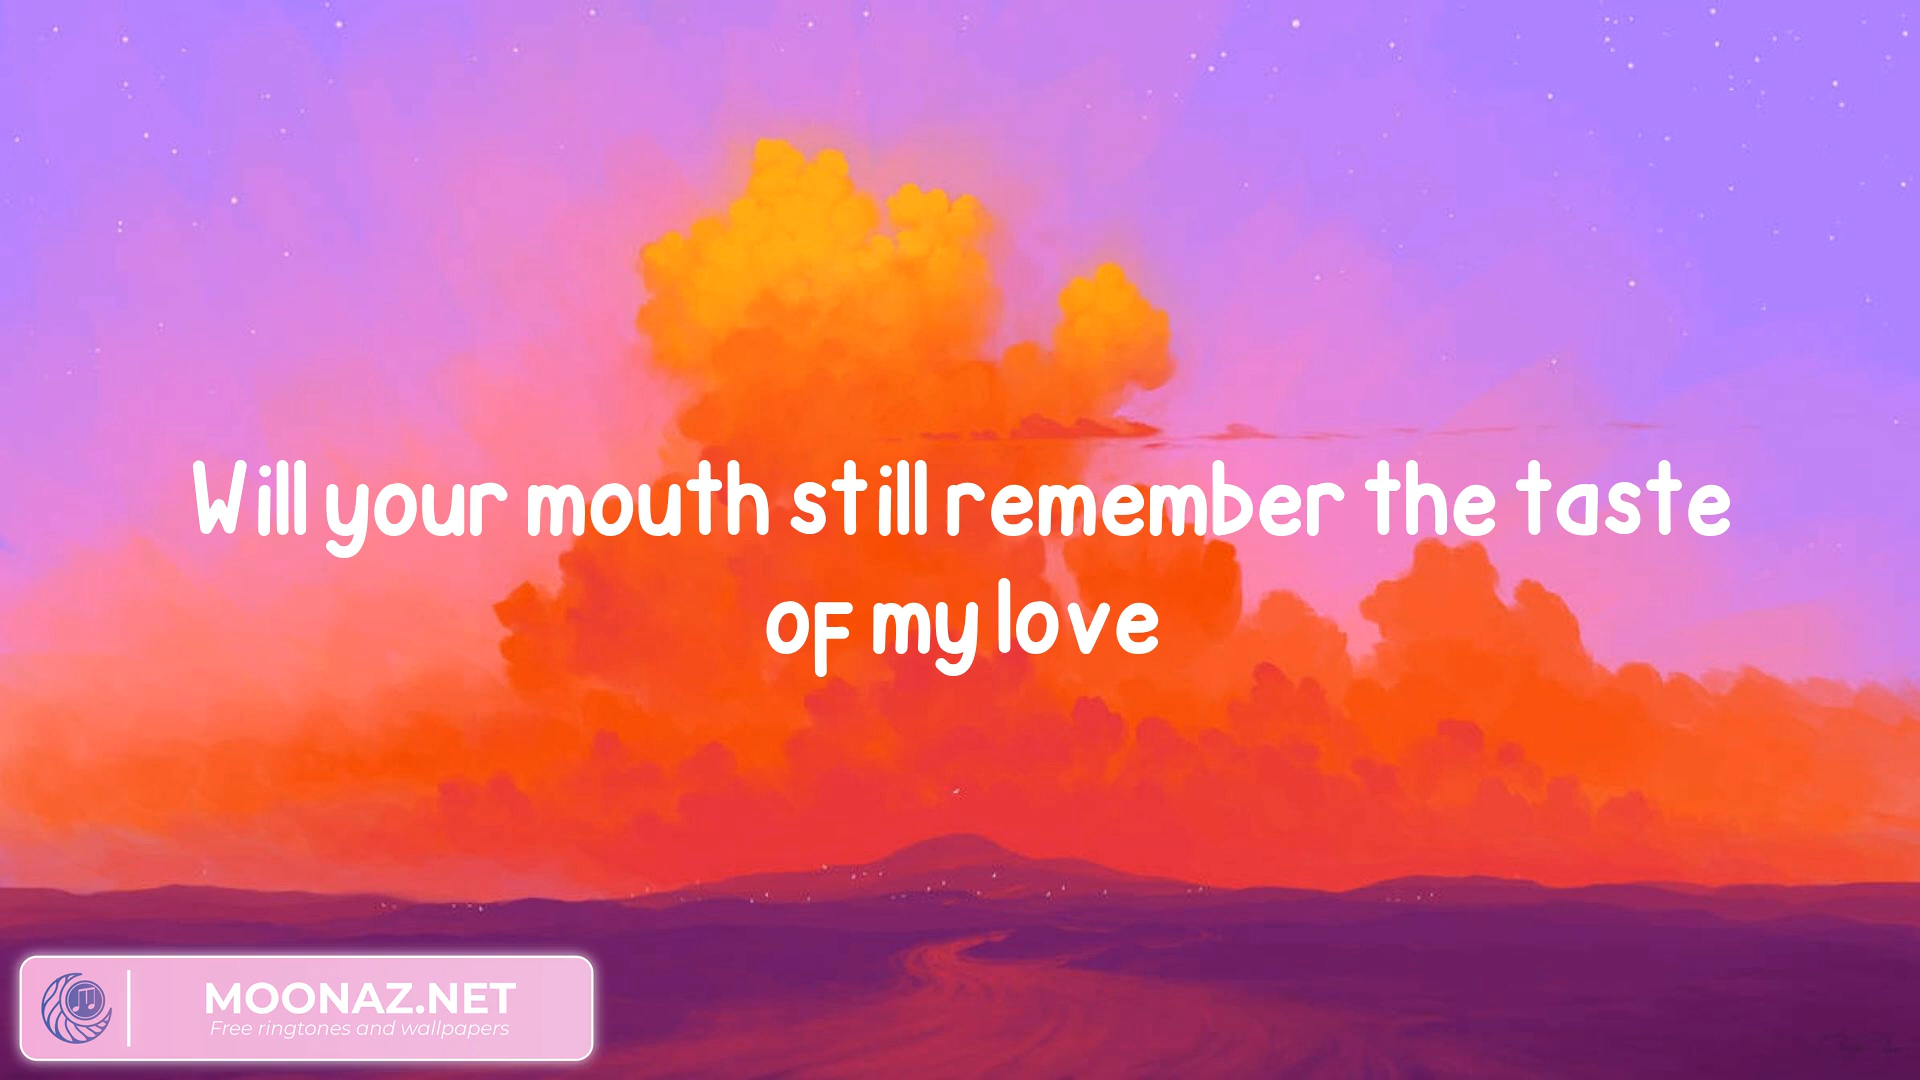 Will your mouth still remember the taste
of my love
MOONAZ.NET
Free ringtones and wallpapers